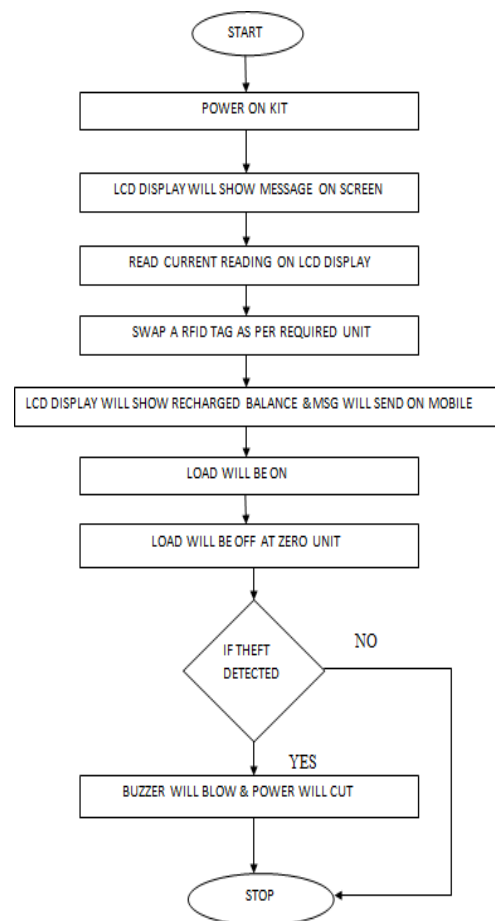 START
POWER ON KIT
LCD DISPLAY WILL SHOW MESSAGE ON SCREEN
READ CURRENT READING ON LCD DISPLAY
SWAP A RFID TAG AS PER REQUIRED UNIT
LCD DISPLAY WILL SHOW RECHARGED BALANCE &MSG WILL SEND ON MOBILE
LOAD WILL BE ON
LOAD WILL BE OFF AT ZERO UNIT
IF THEFT
DETECTED
NO
YES
BUZZER WILL BLOW & POWER WILL CUT
STOP